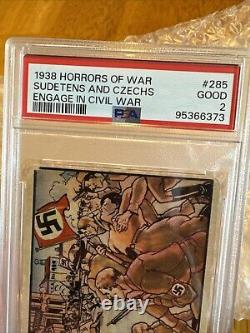 1938 HORRORS OF WAR #285
SUDETENS AND CZECHS GOOD
ENGAGE IN CIVIL WAR 2
PSA 95366373